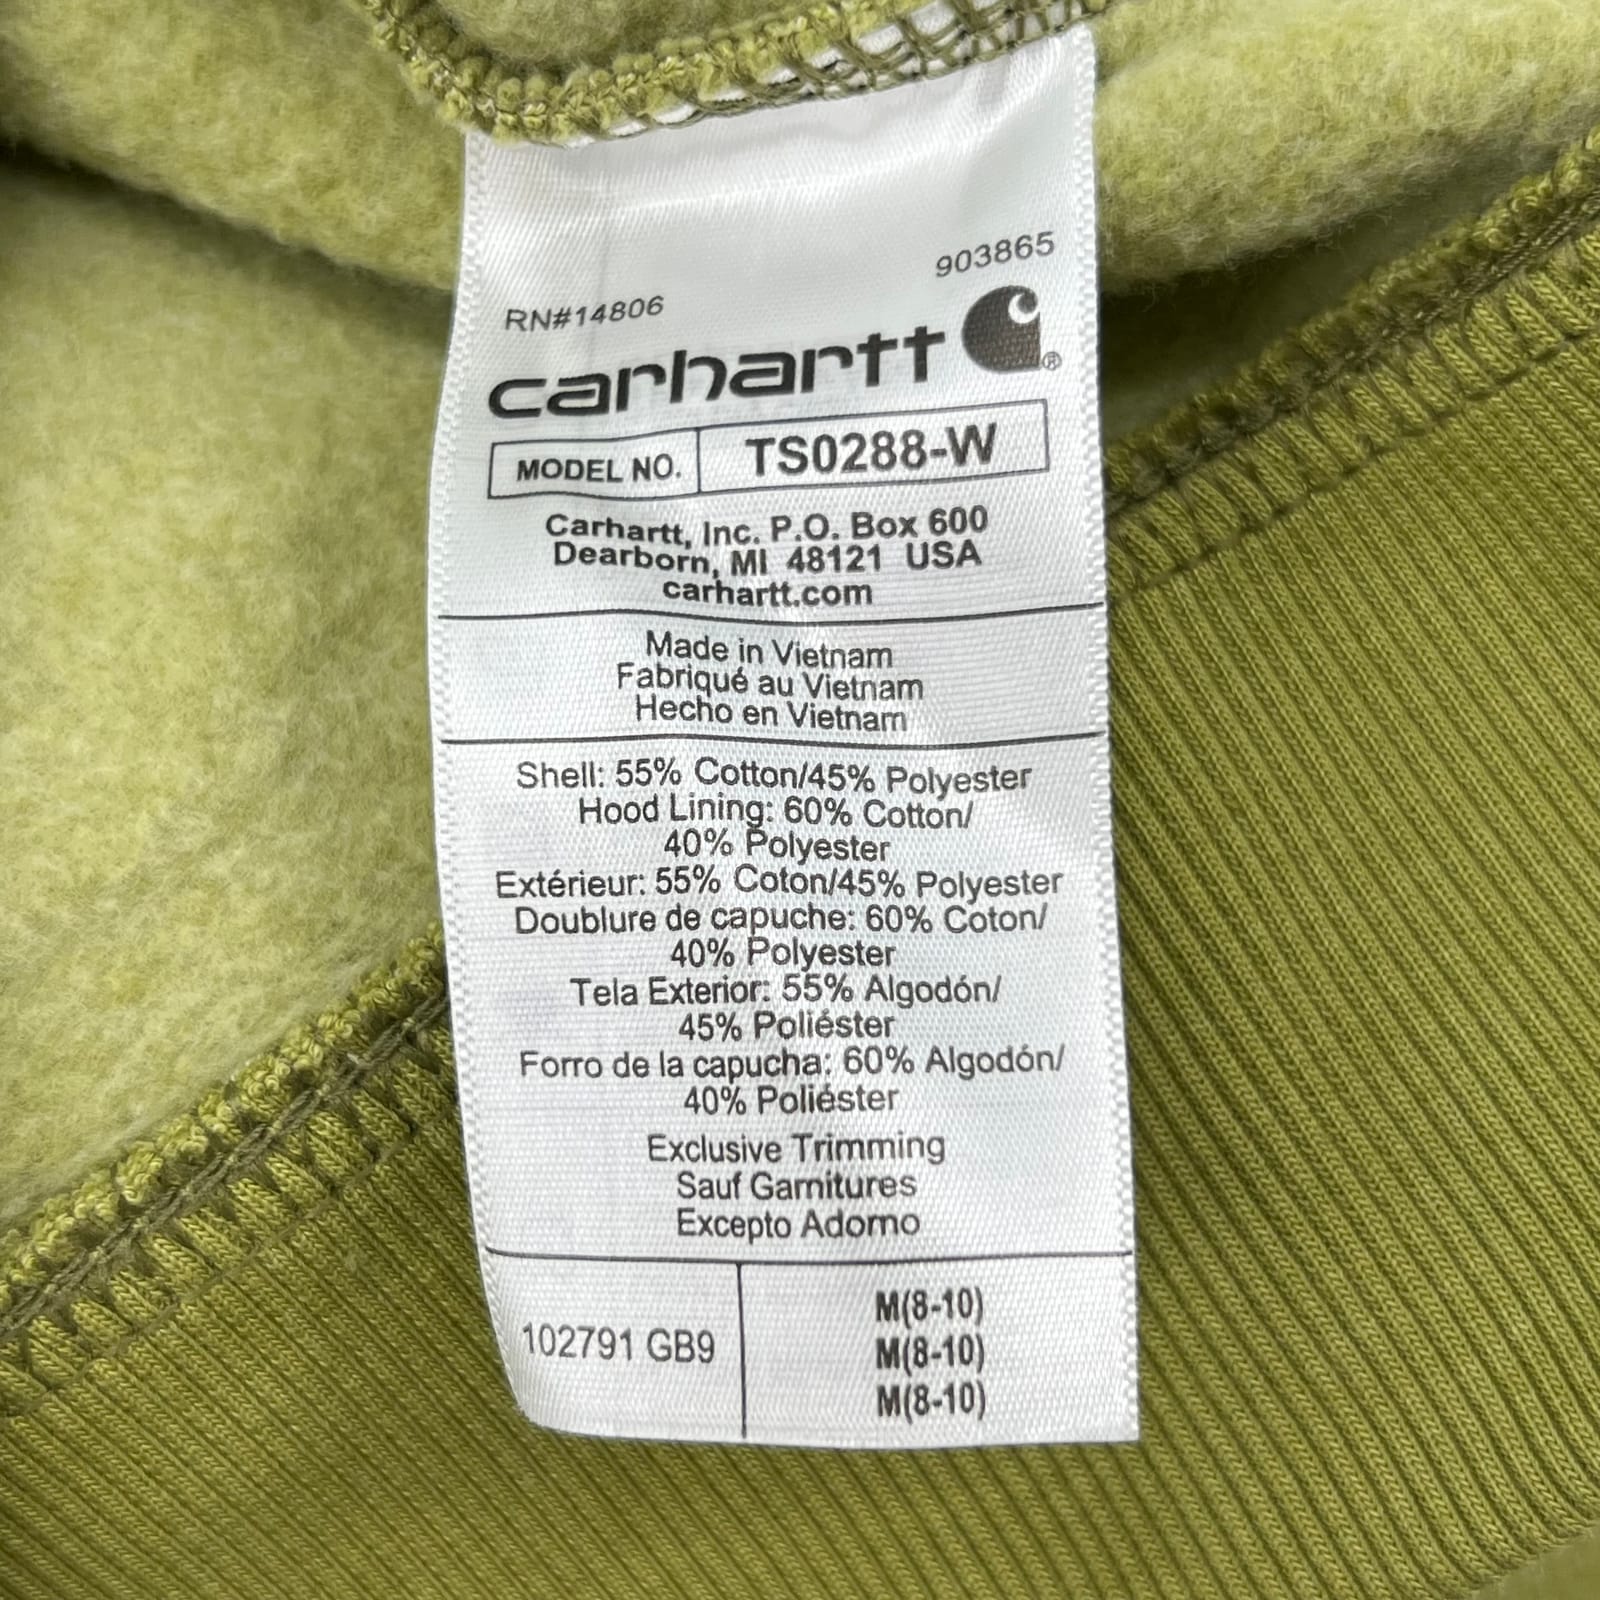 903865
RN#14806
carhartt ®
MODEL NO. TS0288-W
Carhartt, Inc. P.O. Box 600
Dearborn, MI 48121 USA
carhartt.com
Made in Vietnam
Fabriqué au Vietnam
Hecho en Vietnam
Shell: 55% Cotton/45% Polyester
Hood Lining: 60% Cotton/
40% Polyester
Extérieur: 55% Coton/45% Polyester
Doublure de capuche: 60% Coton/
40% Polyester
Tela Exterior: 55% Algodón/
45% Poliéster
Forro de la capucha: 60% Algodón/
40% Poliéster
Exclusive Trimming
Sauf Garnitures
Excepto Adorno
102791 GB9
M(8-10)
M(8-10)
M(8-10)